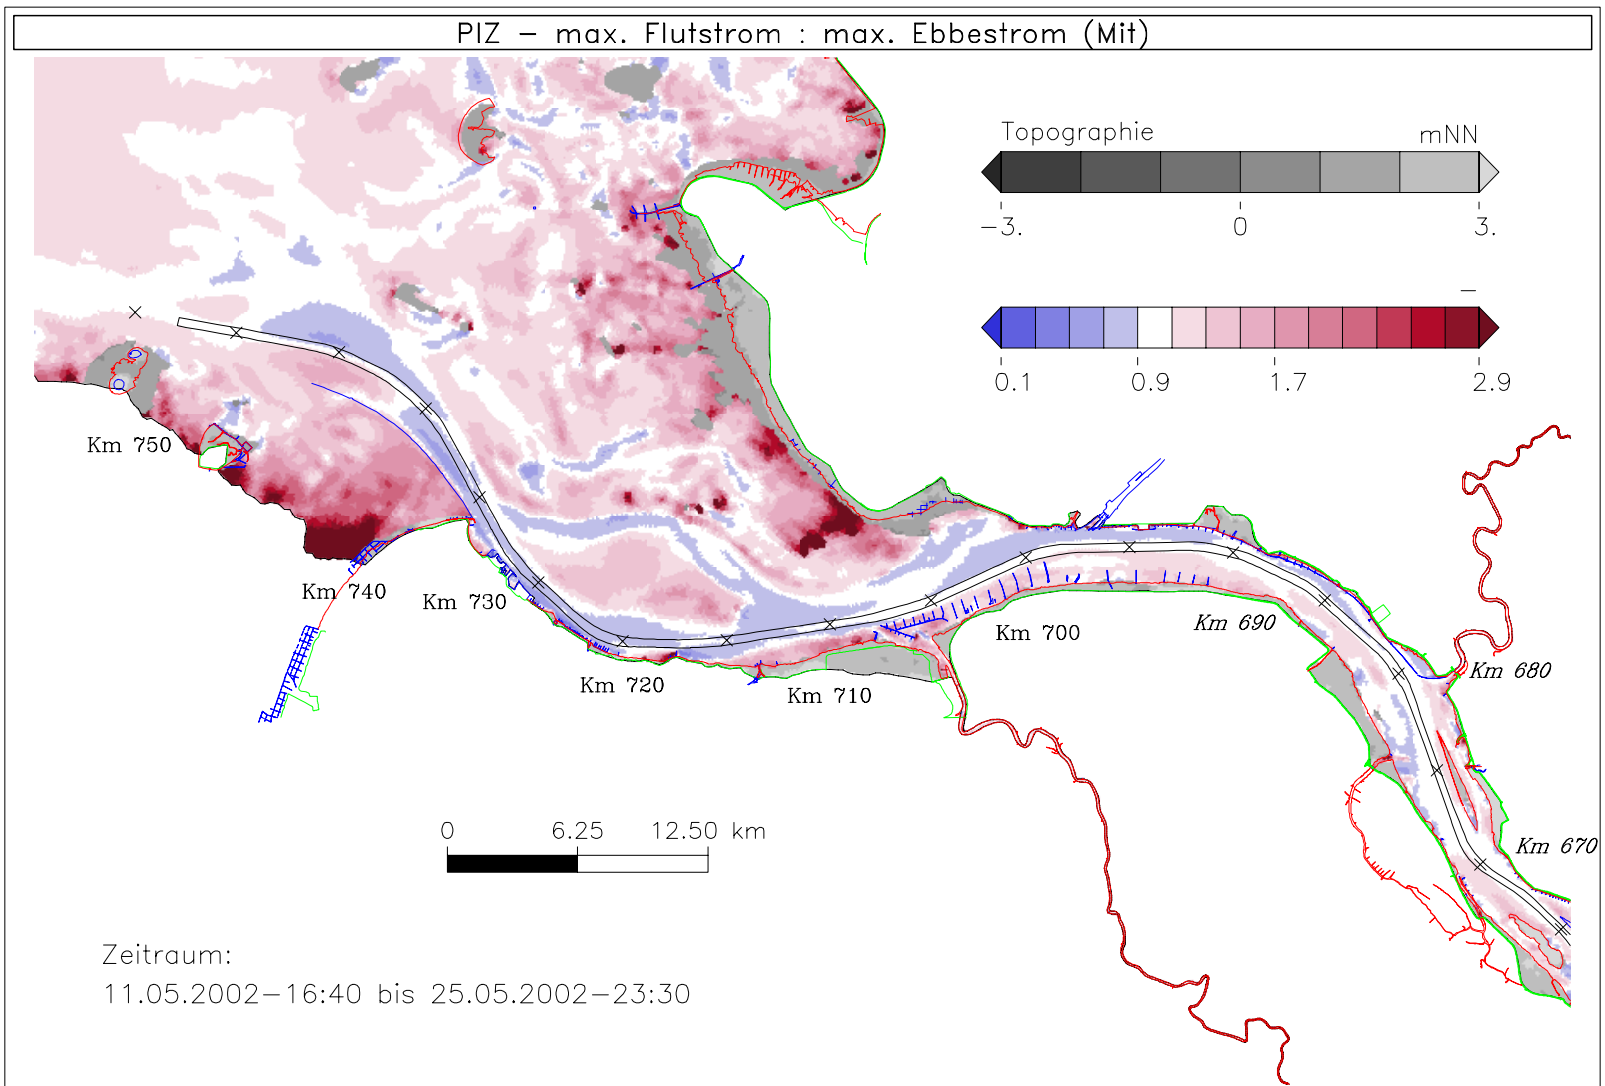 PIZ – max. Flutstrom : max. Ebbestrom (Mit)
Topographie mNN
−3. 0 3.
–
0.1 0.9 1.7 2.9
Km 750
Km 740
Km 730
Km 720
Km 710
Km 700
Km 690
Km 680
Km 670
0 6.25 12.50 km
Zeitraum:
11.05.2002–16:40 bis 25.05.2002–23:30